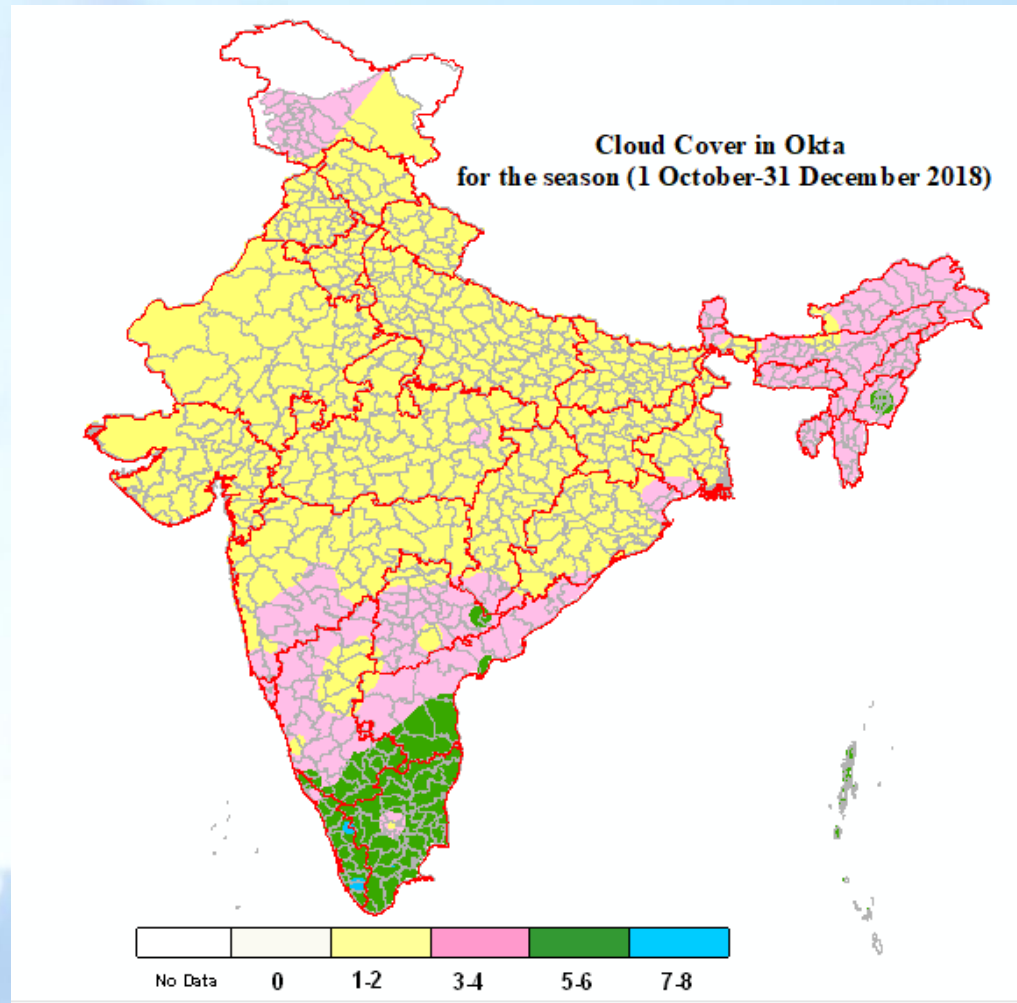 Cloud Cover in Okta
for the season (1 October-31 December 2018)
No Data 0 1-2 3-4 5-6 7-8